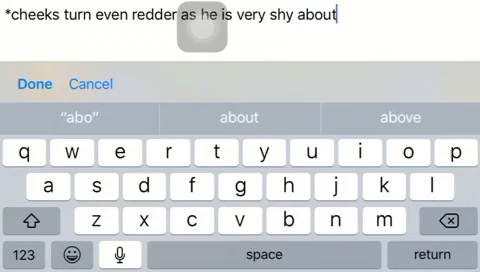 *cheeks turn even redder as he is very shy about
Done Cancel
"abo" about above
q w e r t y u i o p
a s d f g h j k l
z x c v b n m
123 space return